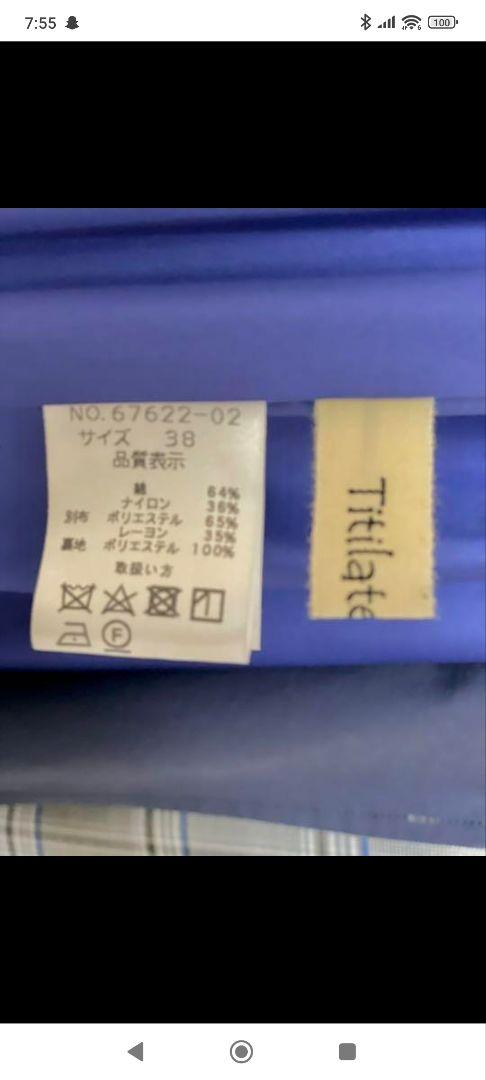 7:55
100
NO.67622-02
サイズ 38
品質表示
綿 64%
ナイロン 36%
別布 ポリエステル 65%
レーヨン 35%
裏地 ポリエステル 100%
取扱い方
F
Titilate